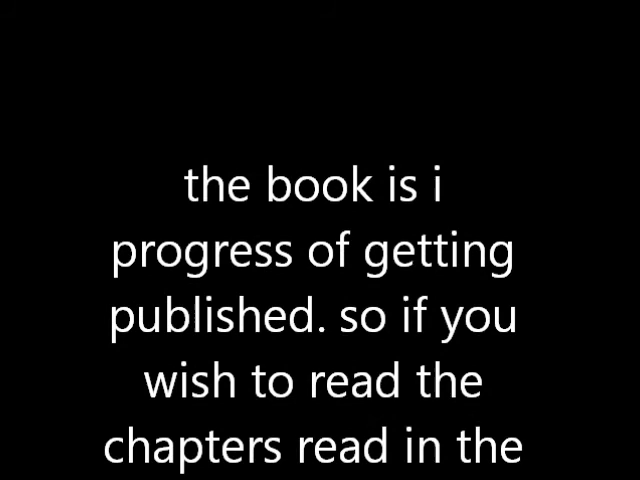 the book is i
progress of getting
published. so if you
wish to read the
chapters read in the